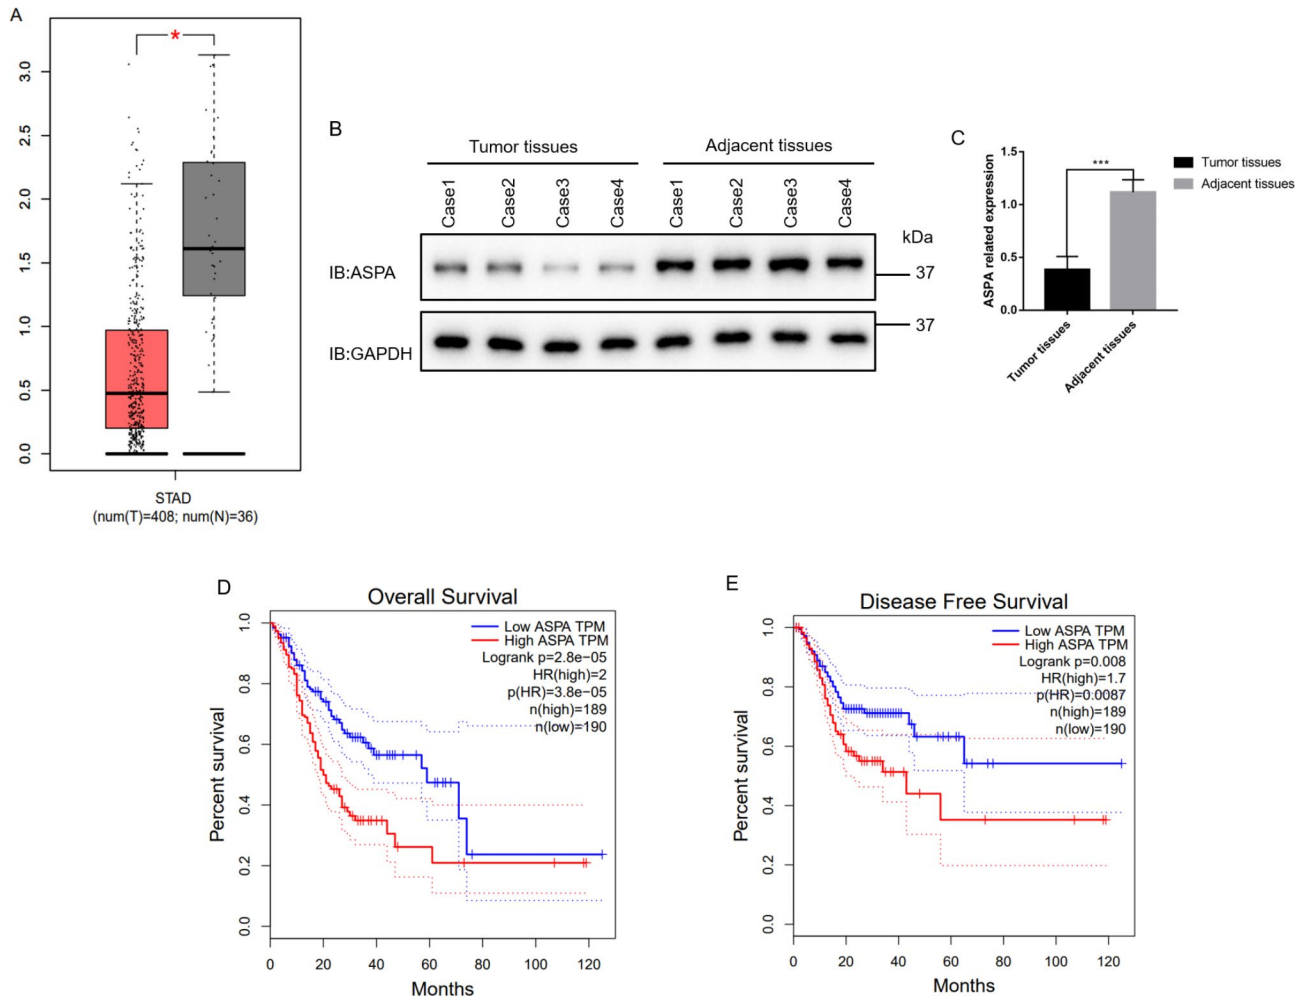 A
*
3.0
2.5
2.0
1.5
1.0
0.5
0.0
STAD
(num(T)=408; num(N)=36)
B
Tumor tissues
Adjacent tissues
Case1
Case2
Case3
Case4
Case1
Case2
Case3
Case4
kDa
IB:ASPA
37
IB:GAPDH
37
C
ASPA related expression
1.5
1.0
0.5
0.0
***
Tumor tissues
Adjacent tissues
Tumor tissues
Adjacent tissues
D
Overall Survival
Low ASPA TPM
High ASPA TPM
Logrank p=2.8e−05
HR(high)=2
p(HR)=3.8e−05
n(high)=189
n(low)=190
Percent survival
1.0
0.8
0.6
0.4
0.2
0.0
0 20 40 60 80 100 120
Months
E
Disease Free Survival
Low ASPA TPM
High ASPA TPM
Logrank p=0.008
HR(high)=1.7
p(HR)=0.0087
n(high)=189
n(low)=190
Percent survival
1.0
0.8
0.6
0.4
0.2
0.0
0 20 40 60 80 100 120
Months